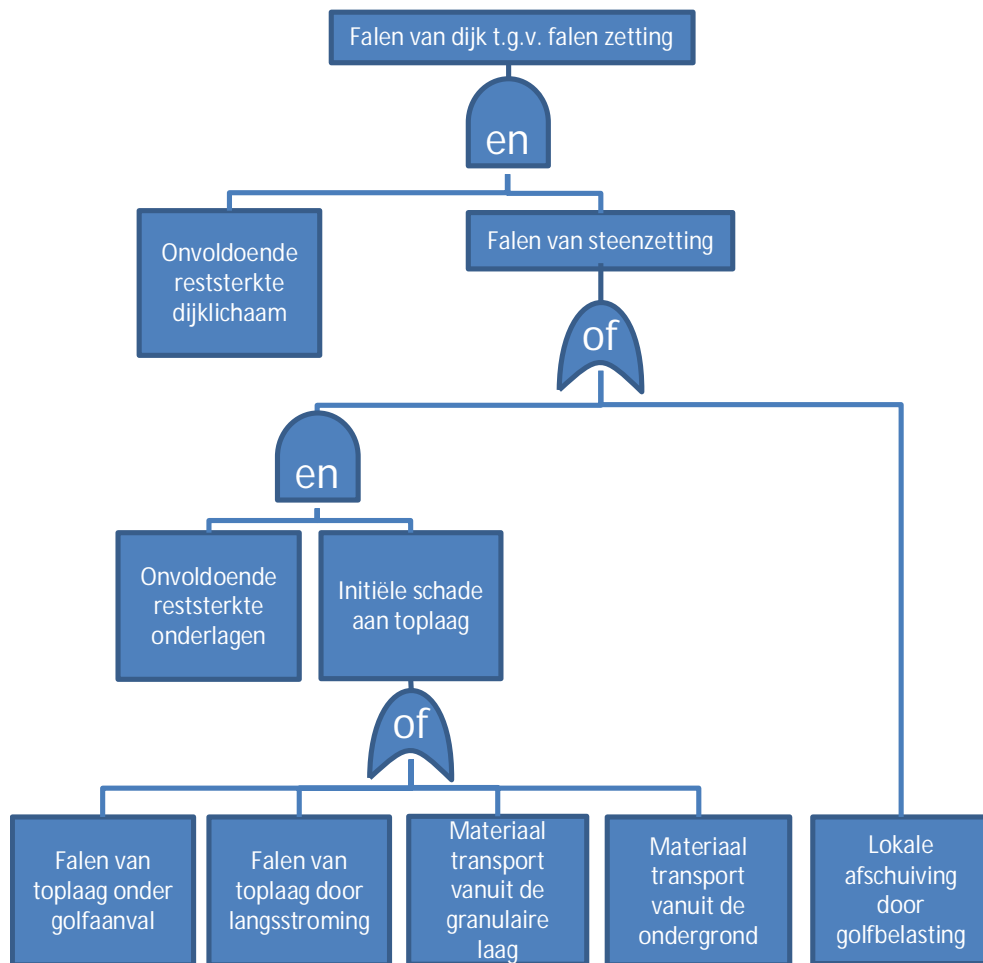 Falen van dijk t.g.v. falen zetting
en
Onvoldoende
reststerkte
dijklichaam
Falen van steenzetting
of
en
Onvoldoende
reststerkte
onderlagen
Initiële schade
aan toplaag
of
Falen van
toplaag onder
golfaanval
Falen van
toplaag door
langsstroming
Materiaal
transport
vanuit de
granulaire
laag
Materiaal
transport
vanuit de
ondergrond
Lokale
afschuiving
door
golfbelasting